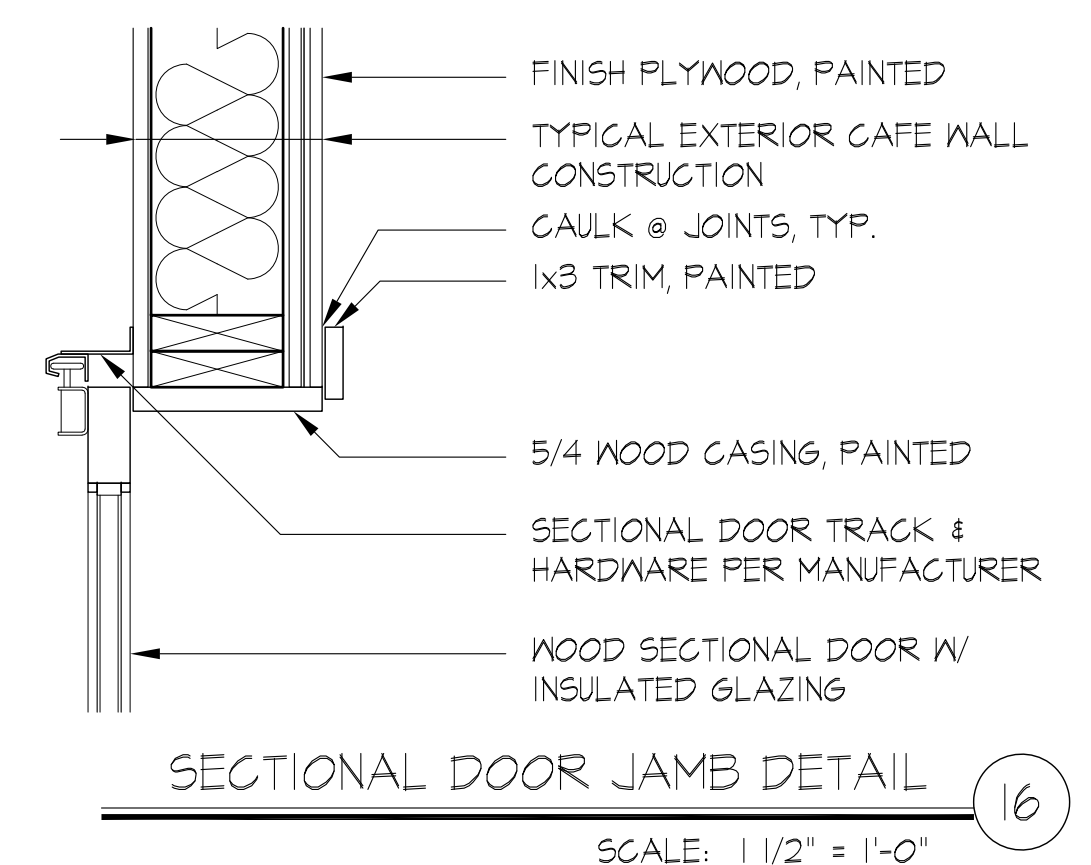 FINISH PLYWOOD, PAINTED
TYPICAL EXTERIOR CAFE WALL
CONSTRUCTION
CAULK @ JOINTS, TYP.
1x3 TRIM, PAINTED
5/4 WOOD CASING, PAINTED
SECTIONAL DOOR TRACK &
HARDWARE PER MANUFACTURER
WOOD SECTIONAL DOOR W/
INSULATED GLAZING
SECTIONAL DOOR JAMB DETAIL
16
SCALE: 1 1/2" = 1'-0"